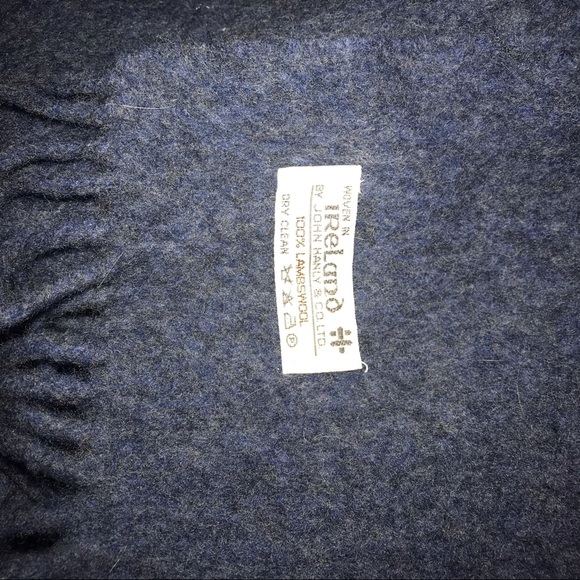 WOVEN IN
IRELAND
BY JOHN HANLY & CO. LTD.
100% LAMBSWOOL
DRY CLEAN P